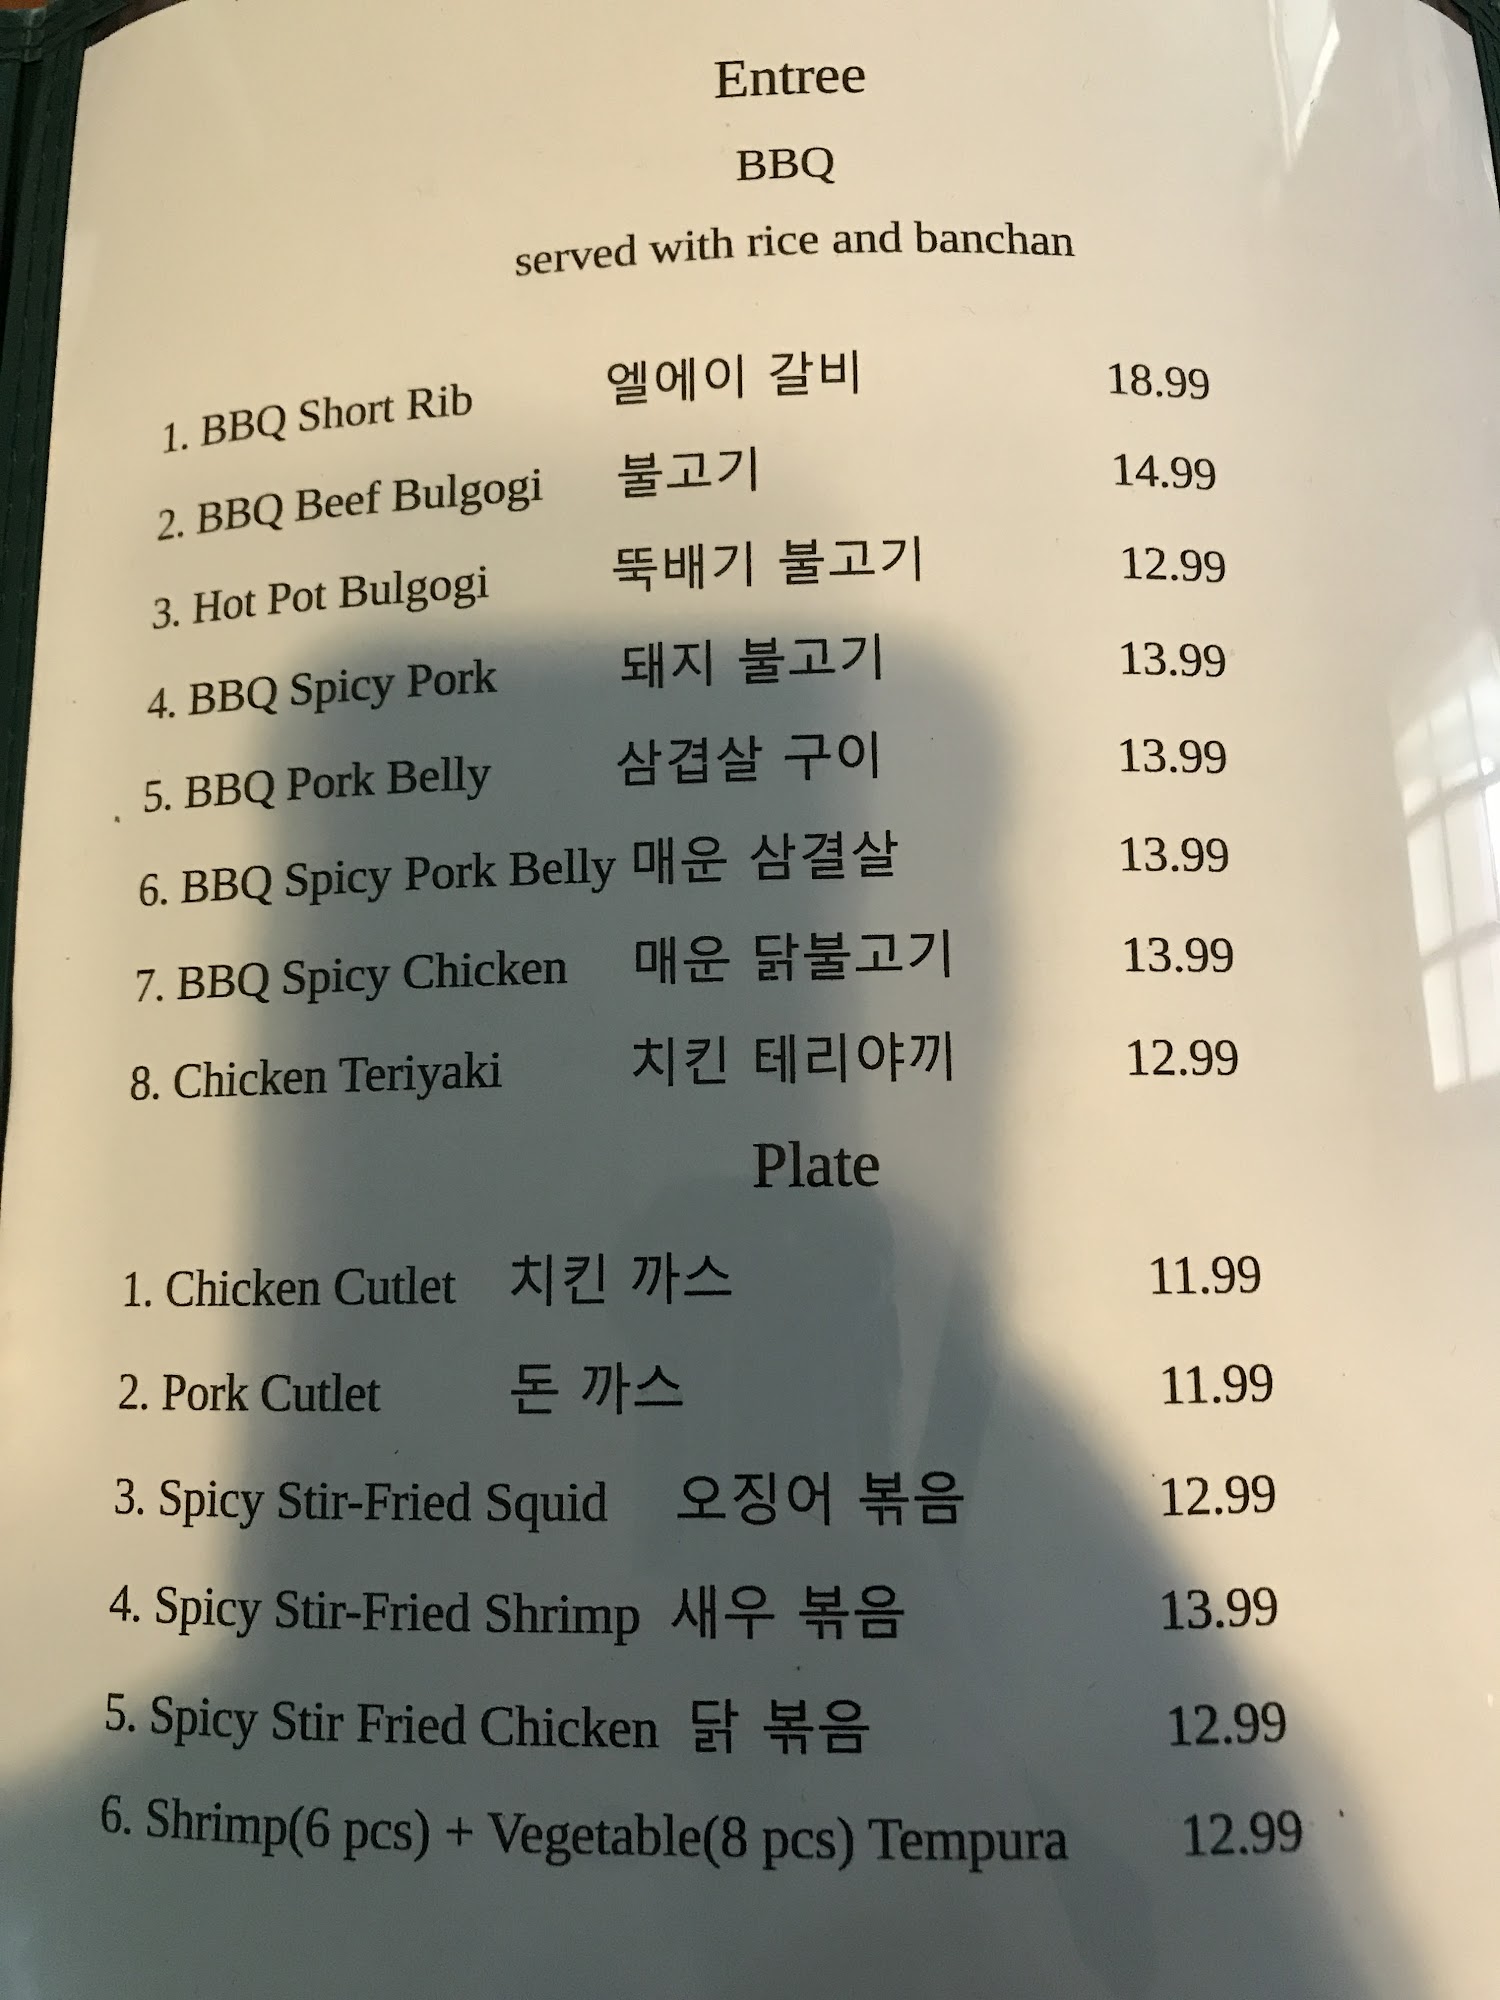 Entree
BBQ
served with rice and banchan
1. BBQ Short Rib 엘에이 갈비 18.99
2. BBQ Beef Bulgogi 불고기 14.99
3. Hot Pot Bulgogi 뚝배기 불고기 12.99
4. BBQ Spicy Pork 돼지 불고기 13.99
5. BBQ Pork Belly 삼겹살 구이 13.99
6. BBQ Spicy Pork Belly 매운 삼결살 13.99
7. BBQ Spicy Chicken 매운 닭불고기 13.99
8. Chicken Teriyaki 치킨 테리야끼 12.99
Plate
1. Chicken Cutlet 치킨 까스 11.99
2. Pork Cutlet 돈 까스 11.99
3. Spicy Stir-Fried Squid 오징어 볶음 12.99
4. Spicy Stir-Fried Shrimp 새우 볶음 13.99
5. Spicy Stir Fried Chicken 닭 볶음 12.99
6. Shrimp(6 pcs) + Vegetable(8 pcs) Tempura 12.99